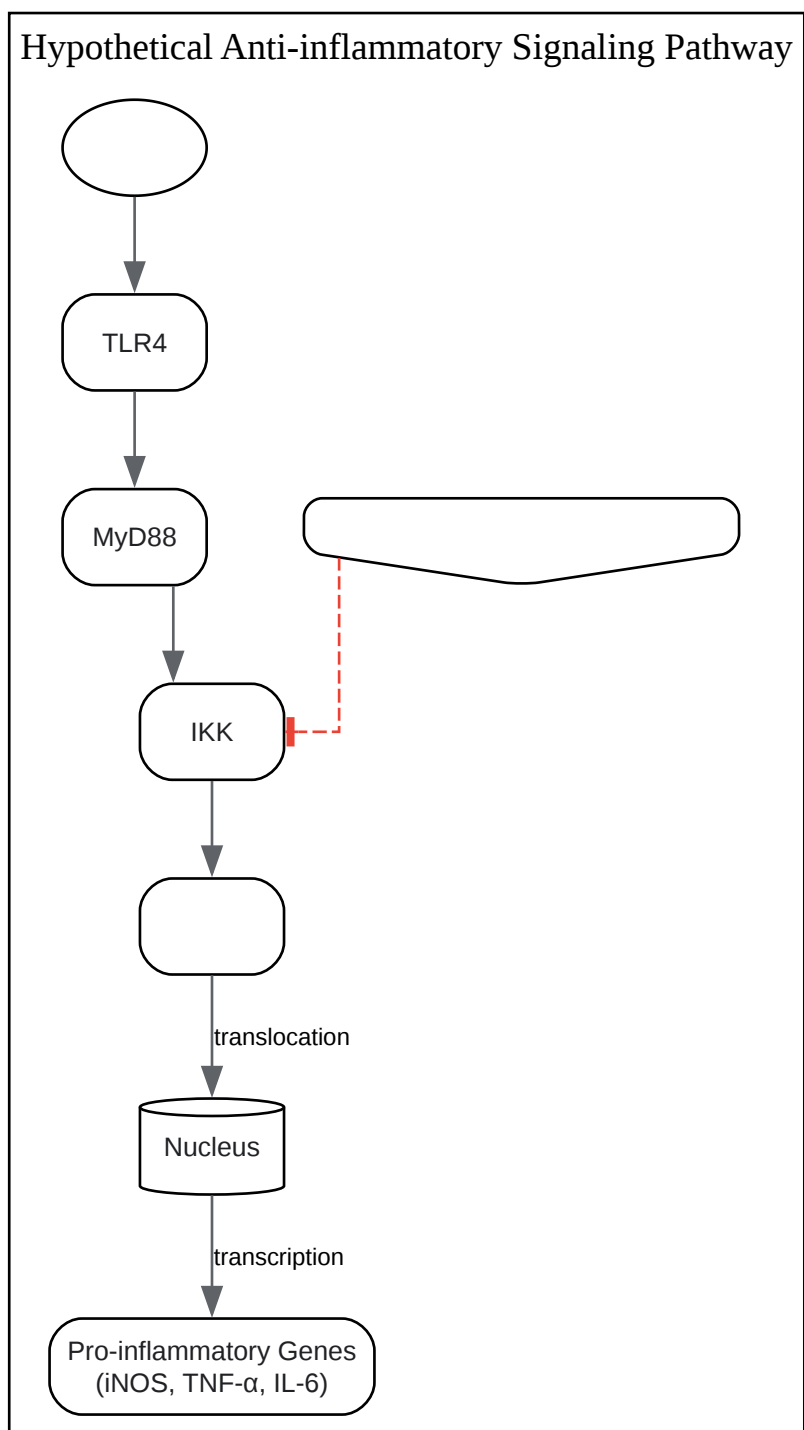 Hypothetical Anti-inflammatory Signaling Pathway
TLR4
MyD88
IKK
translocation
Nucleus
transcription
Pro-inflammatory Genes
(iNOS, TNF-α, IL-6)